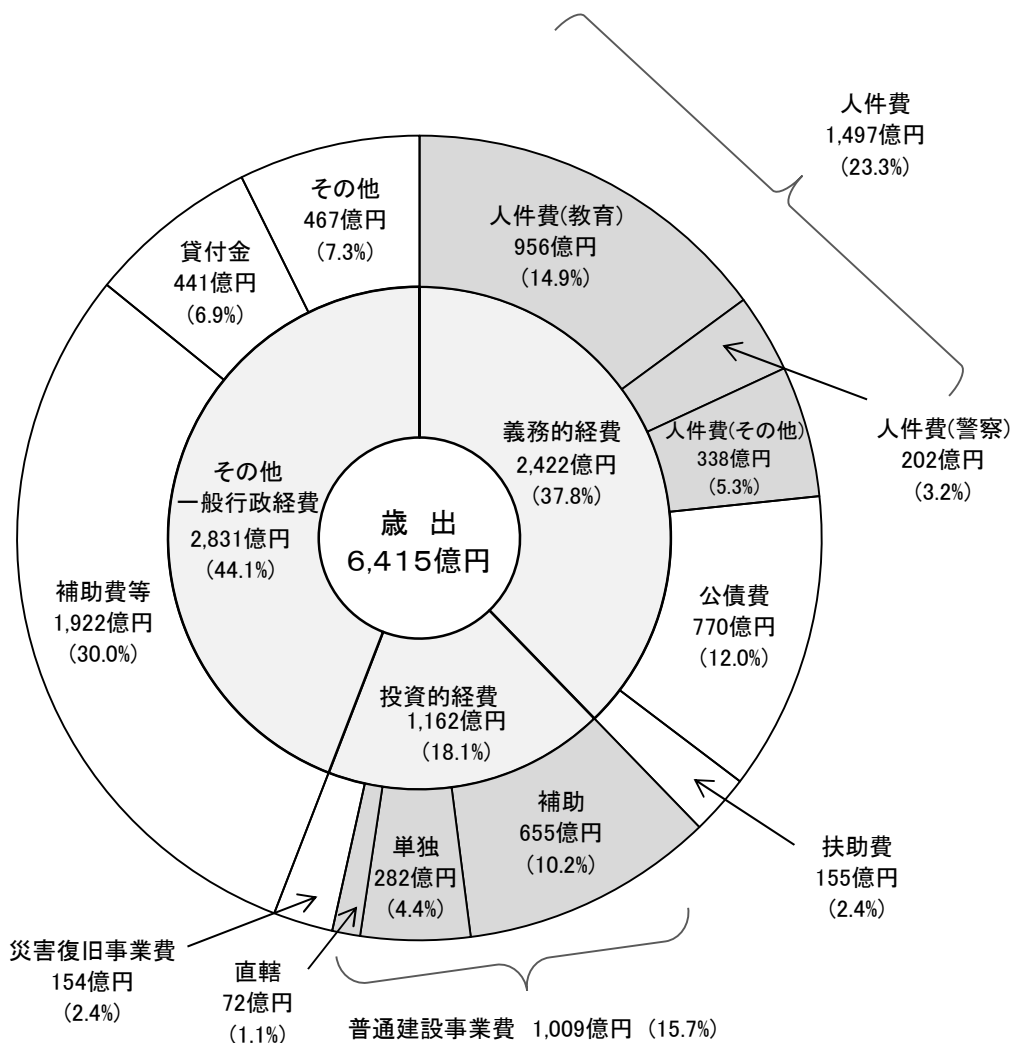 人件費
1,497億円
(23.3%)
その他
467億円
(7.3%)
貸付金
441億円
(6.9%)
人件費(教育)
956億円
(14.9%)
人件費(警察)
202億円
(3.2%)
人件費(その他)
338億円
(5.3%)
義務的経費
2,422億円
(37.8%)
その他
一般行政経費
2,831億円
(44.1%)
歳 出
6,415億円
補助費等
1,922億円
(30.0%)
公債費
770億円
(12.0%)
投資的経費
1,162億円
(18.1%)
補助
655億円
(10.2%)
単独
282億円
(4.4%)
扶助費
155億円
(2.4%)
災害復旧事業費
154億円
(2.4%)
直轄
72億円
(1.1%)
普通建設事業費 1,009億円 (15.7%)